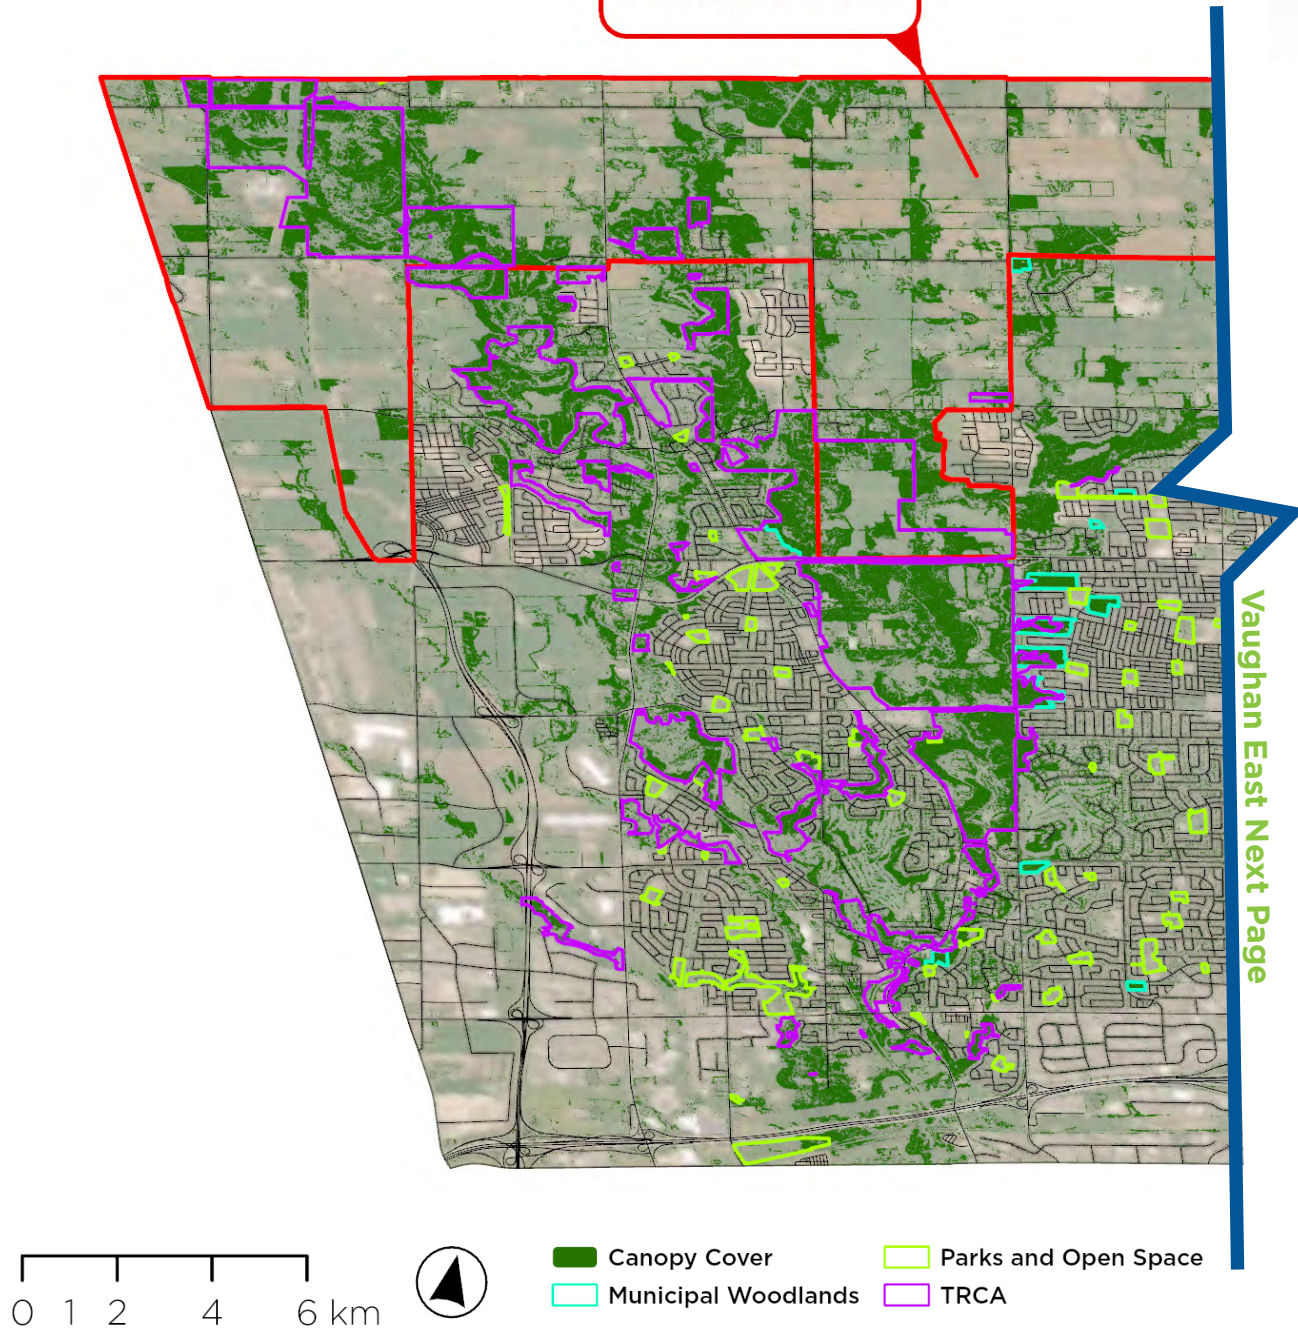 Vaughan East Next Page
0 1 2 4 6 km
Canopy Cover
Parks and Open Space
Municipal Woodlands
TRCA